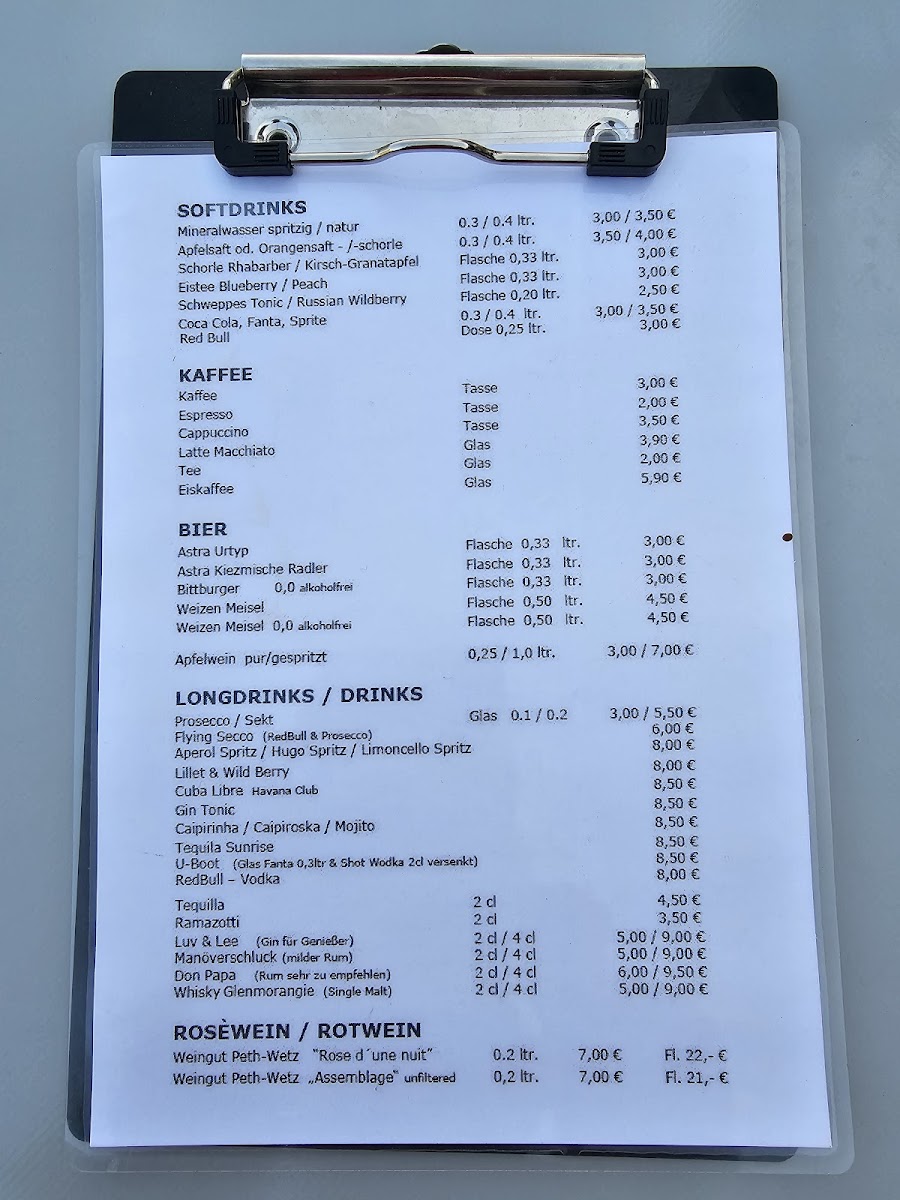 SOFTDRINKS
Mineralwasser spritzig / natur 0.3 / 0.4 ltr. 3,00 / 3,50 €
Apfelsaft od. Orangensaft - /-schorle 0.3 / 0.4 ltr. 3,50 / 4,00 €
Schorle Rhabarber / Kirsch-Granatapfel Flasche 0,33 ltr. 3,00 €
Eistee Blueberry / Peach Flasche 0,33 ltr. 3,00 €
Schweppes Tonic / Russian Wildberry Flasche 0,20 ltr. 2,50 €
Coca Cola, Fanta, Sprite 0.3 / 0.4 ltr. 3,00 / 3,50 €
Red Bull Dose 0,25 ltr. 3,00 €
KAFFEE
Kaffee Tasse 3,00 €
Espresso Tasse 2,00 €
Cappuccino Tasse 3,50 €
Latte Macchiato Glas 3,90 €
Tee Glas 2,00 €
Eiskaffee Glas 5,90 €
BIER
Astra Urtyp Flasche 0,33 ltr. 3,00 €
Astra Kiezmische Radler Flasche 0,33 ltr. 3,00 €
Bittburger 0,0 alkoholfrei Flasche 0,33 ltr. 3,00 €
Weizen Meisel Flasche 0,50 ltr. 4,50 €
Weizen Meisel 0,0 alkoholfrei Flasche 0,50 ltr. 4,50 €
Apfelwein pur/gespritzt 0,25 / 1,0 ltr. 3,00 / 7,00 €
LONGDRINKS / DRINKS
Prosecco / Sekt Glas 0.1 / 0.2 3,00 / 5,50 €
Flying Secco (RedBull & Prosecco) 6,00 €
Aperol Spritz / Hugo Spritz / Limoncello Spritz 8,00 €
Lillet & Wild Berry 8,00 €
Cuba Libre Havana Club 8,50 €
Gin Tonic 8,50 €
Caipirinha / Caipiroska / Mojito 8,50 €
Tequila Sunrise 8,50 €
U-Boot (Glas Fanta 0,3ltr & Shot Wodka 2cl versenkt) 8,50 €
RedBull – Vodka 8,00 €
Tequilla 2 cl 4,50 €
Ramazotti 2 cl 3,50 €
Luv & Lee (Gin für Genießer) 2 cl / 4 cl 5,00 / 9,00 €
Manöverschluck (milder Rum) 2 cl / 4 cl 5,00 / 9,00 €
Don Papa (Rum sehr zu empfehlen) 2 cl / 4 cl 6,00 / 9,50 €
Whisky Glenmorangie (Single Malt) 2 cl / 4 cl 5,00 / 9,00 €
ROSÈWEIN / ROTWEIN
Weingut Peth-Wetz "Rose d´une nuit" 0.2 ltr. 7,00 € Fl. 22,- €
Weingut Peth-Wetz „Assemblage" unfiltered 0,2 ltr. 7,00 € Fl. 21,- €